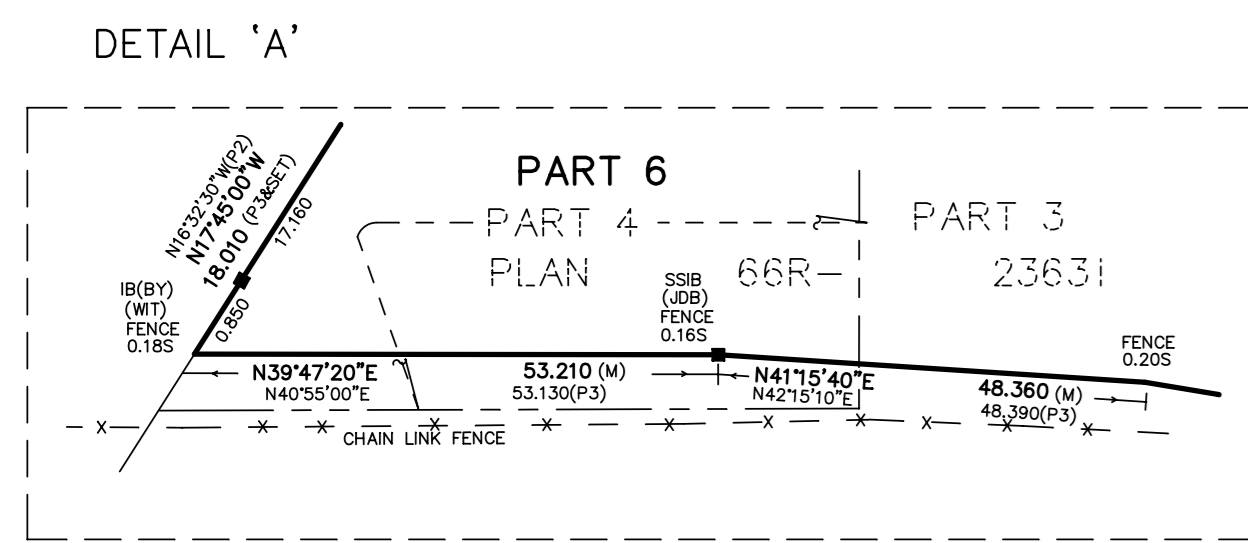 DETAIL 'A'
N16°32'30"W(P2)
N17°45'00"W
18.010 (P3&SET)
17.160
0.850
PART 6
PART 4
PLAN 66R-
PART 3
23631
IB(BY)
(WIT)
FENCE
0.18S
SSIB
(JDB)
FENCE
0.16S
FENCE
0.20S
N39°47'20"E
N40°55'00"E
53.210 (M)
53.130(P3)
N41°15'40"E
N42°15'10"E
48.360 (M)
48.390(P3)
CHAIN LINK FENCE